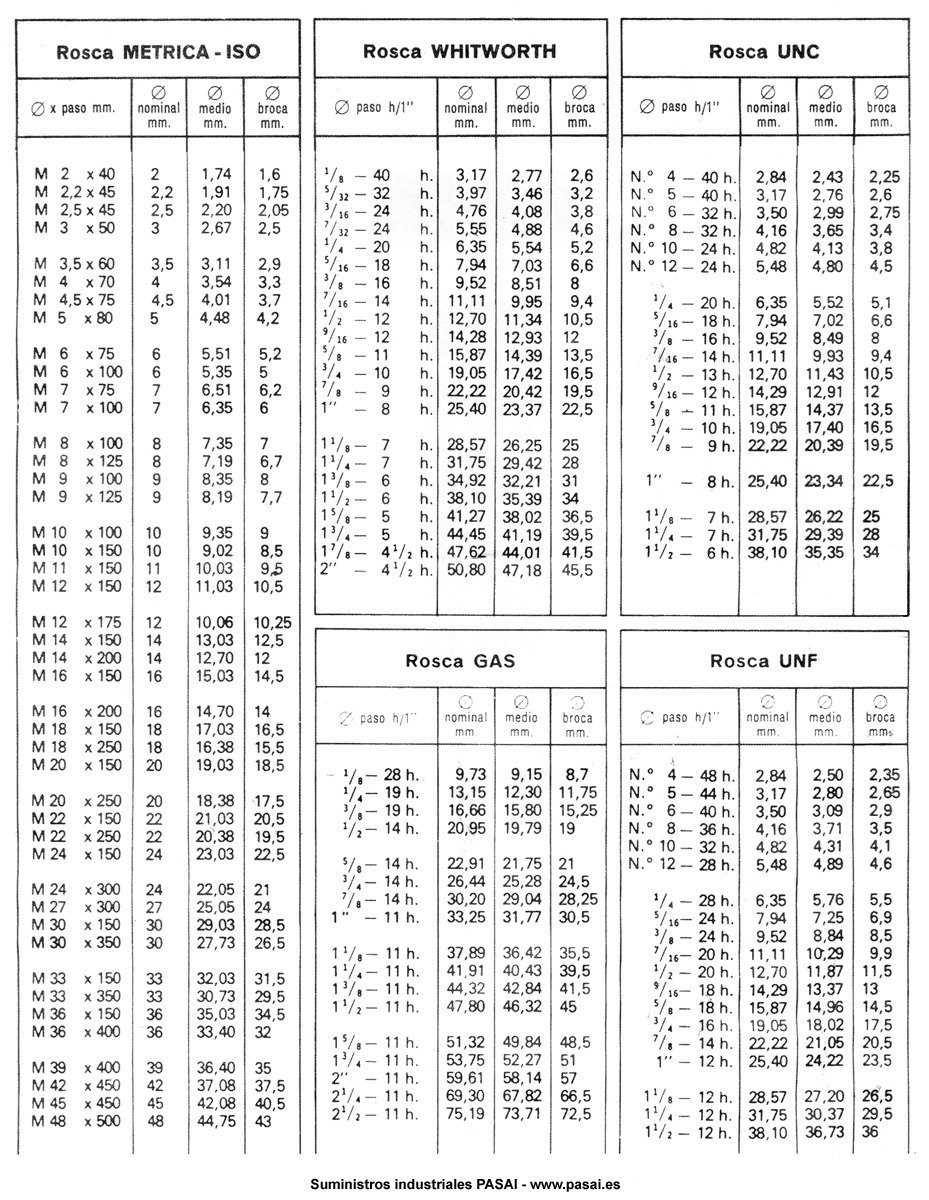 Rosca METRICA - ISO
Ø x paso mm. Ø nominal mm. Ø medio mm. Ø broca mm.
M 2 x 40 2 1,74 1,6
M 2,2 x 45 2,2 1,91 1,75
M 2,5 x 45 2,5 2,20 2,05
M 3 x 50 3 2,67 2,5
M 3,5 x 60 3,5 3,11 2,9
M 4 x 70 4 3,54 3,3
M 4,5 x 75 4,5 4,01 3,7
M 5 x 80 5 4,48 4,2
M 6 x 75 6 5,51 5,2
M 6 x 100 6 5,35 5
M 7 x 75 7 6,51 6,2
M 7 x 100 7 6,35 6
M 8 x 100 8 7,35 7
M 8 x 125 8 7,19 6,7
M 9 x 100 9 8,35 8
M 9 x 125 9 8,19 7,7
M 10 x 100 10 9,35 9
M 10 x 150 10 9,02 8,5
M 11 x 150 11 10,03 9,5
M 12 x 150 12 11,03 10,5
M 12 x 175 12 10,06 10,25
M 14 x 150 14 13,03 12,5
M 14 x 200 14 12,70 12
M 16 x 150 16 15,03 14,5
M 16 x 200 16 14,70 14
M 18 x 150 18 17,03 16,5
M 18 x 250 18 16,38 15,5
M 20 x 150 20 19,03 18,5
M 20 x 250 20 18,38 17,5
M 22 x 150 22 21,03 20,5
M 22 x 250 22 20,38 19,5
M 24 x 150 24 23,03 22,5
M 24 x 300 24 22,05 21
M 27 x 300 27 25,05 24
M 30 x 150 30 29,03 28,5
M 30 x 350 30 27,73 26,5
M 33 x 150 33 32,03 31,5
M 33 x 350 33 30,73 29,5
M 36 x 150 36 35,03 34,5
M 36 x 400 36 33,40 32
M 39 x 400 39 36,40 35
M 42 x 450 42 37,08 37,5
M 45 x 450 45 42,08 40,5
M 48 x 500 48 44,75 43
Rosca WHITWORTH
Ø paso h/1" Ø nominal mm. Ø medio mm. Ø broca mm.
1/8 – 40 h. 3,17 2,77 2,6
5/32 – 32 h. 3,97 3,46 3,2
3/16 – 24 h. 4,76 4,08 3,8
7/32 – 24 h. 5,55 4,88 4,6
1/4 – 20 h. 6,35 5,54 5,2
5/16 – 18 h. 7,94 7,03 6,6
3/8 – 16 h. 9,52 8,51 8
7/16 – 14 h. 11,11 9,95 9,4
1/2 – 12 h. 12,70 11,34 10,5
9/16 – 12 h. 14,28 12,93 12
5/8 – 11 h. 15,87 14,39 13,5
3/4 – 10 h. 19,05 17,42 16,5
7/8 – 9 h. 22,22 20,42 19,5
1" – 8 h. 25,40 23,37 22,5
1 1/8 – 7 h. 28,57 26,25 25
1 1/4 – 7 h. 31,75 29,42 28
1 3/8 – 6 h. 34,92 32,21 31
1 1/2 – 6 h. 38,10 35,39 34
1 5/8 – 5 h. 41,27 38,02 36,5
1 3/4 – 5 h. 44,45 41,19 39,5
1 7/8 – 4 1/2 h. 47,62 44,01 41,5
2" – 4 1/2 h. 50,80 47,18 45,5
Rosca UNC
Ø paso h/1" Ø nominal mm. Ø medio mm. Ø broca mm.
N.º 4 – 40 h. 2,84 2,43 2,25
N.º 5 – 40 h. 3,17 2,76 2,6
N.º 6 – 32 h. 3,50 2,99 2,75
N.º 8 – 32 h. 4,16 3,65 3,4
N.º 10 – 24 h. 4,82 4,13 3,8
N.º 12 – 24 h. 5,48 4,80 4,5
1/4 – 20 h. 6,35 5,52 5,1
5/16 – 18 h. 7,94 7,02 6,6
3/8 – 16 h. 9,52 8,49 8
7/16 – 14 h. 11,11 9,93 9,4
1/2 – 13 h. 12,70 11,43 10,5
9/16 – 12 h. 14,29 12,91 12
5/8 – 11 h. 15,87 14,37 13,5
3/4 – 10 h. 19,05 17,40 16,5
7/8 – 9 h. 22,22 20,39 19,5
1" – 8 h. 25,40 23,34 22,5
1 1/8 – 7 h. 28,57 26,22 25
1 1/4 – 7h. 31,75 29,39 28
1 1/2 – 6 h. 38,10 35,35 34
Rosca GAS
Ø paso h/1" Ø nominal mm. Ø medio mm. Ø broca mm.
1/8 – 28 h. 9,73 9,15 8,7
1/4 – 19 h. 13,15 12,30 11,75
3/8 – 19 h. 16,66 15,80 15,25
1/2 – 14 h. 20,95 19,79 19
5/8 – 14 h. 22,91 21,75 21
3/4 – 14 h. 26,44 25,28 24,5
7/8 – 14 h. 30,20 29,04 28,25
1" – 11 h. 33,25 31,77 30,5
1 1/8 – 11 h. 37,89 36,42 35,5
1 1/4 – 11 h. 41,91 40,43 39,5
1 3/8 – 11 h. 44,32 42,84 41,5
1 1/2 – 11 h. 47,80 46,32 45
1 5/8 – 11 h. 51,32 49,84 48,5
1 3/4 – 11 h. 53,75 52,27 51
2" – 11 h. 59,61 58,14 57
2 1/4 – 11 h. 69,30 67,82 66,5
2 1/2 – 11 h. 75,19 73,71 72,5
Rosca UNF
Ø paso h/1" Ø nominal mm. Ø medio mm. Ø broca mm.
N.º 4 – 48 h. 2,84 2,50 2,35
N.º 5 – 44 h. 3,17 2,80 2,65
N.º 6 – 40 h. 3,50 3,09 2,9
N.º 8 – 36 h. 4,16 3,71 3,5
N.º 10 – 32 h. 4,82 4,31 4,1
N.º 12 – 28 h. 5,48 4,89 4,6
1/4 – 28 h. 6,35 5,76 5,5
5/16 – 24 h. 7,94 7,25 6,9
3/8 – 24 h. 9,52 8,84 8,5
7/16 – 20 h. 11,11 10,29 9,9
1/2 – 20 h. 12,70 11,87 11,5
9/16 – 18 h. 14,29 13,37 13
5/8 – 18 h. 15,87 14,96 14,5
3/4 – 16 h. 19,05 18,02 17,5
7/8 – 14 h. 22,22 21,05 20,5
1" – 12 h. 25,40 24,22 23,5
1 1/8 – 12 h. 28,57 27,20 26,5
1 1/4 – 12 h. 31,75 30,37 29,5
1 1/2 – 12 h. 38,10 36,73 36
Suministros industriales PASAI - www.pasai.es